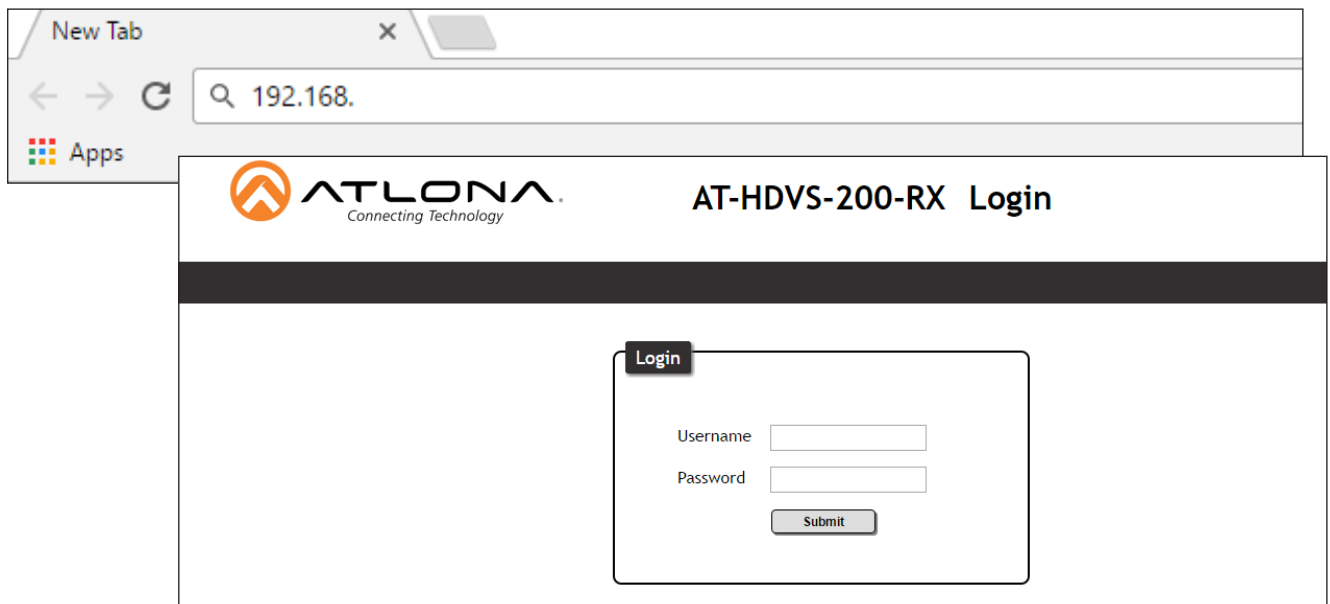 New Tab
192.168.
Apps
ATLONA.
Connecting Technology
AT-HDVS-200-RX Login
Login
Username
Password
Submit